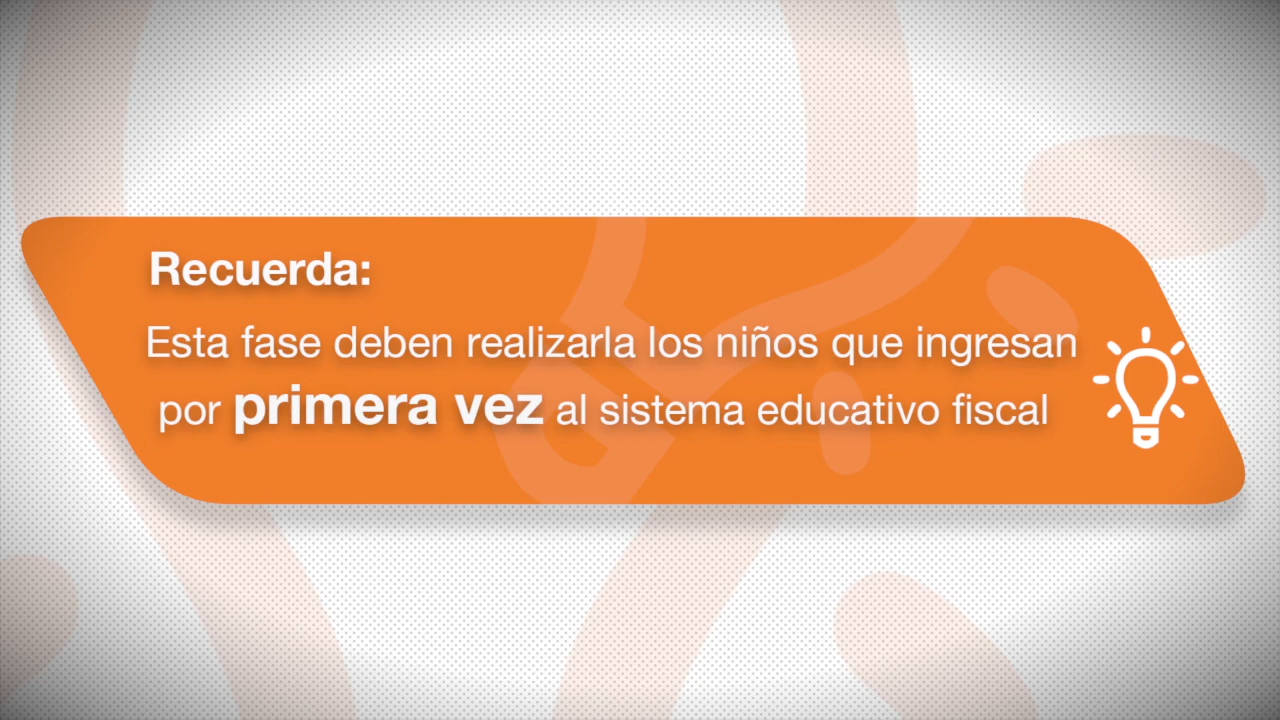 Recuerda:
Esta fase deben realizarla los niños que ingresan
por primera vez al sistema educativo fiscal